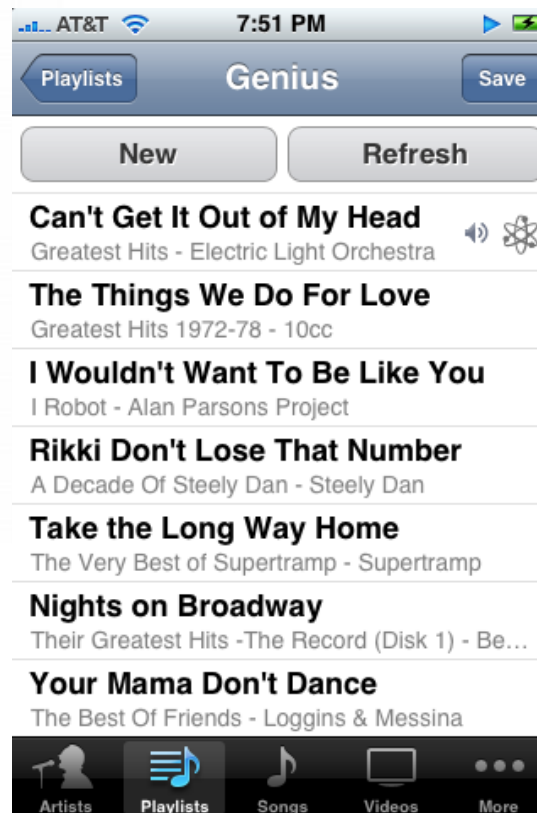 AT&T 7:51 PM
Playlists Genius Save
New Refresh
Can't Get It Out of My Head
Greatest Hits - Electric Light Orchestra
The Things We Do For Love
Greatest Hits 1972-78 - 10cc
I Wouldn't Want To Be Like You
I Robot - Alan Parsons Project
Rikki Don't Lose That Number
A Decade Of Steely Dan - Steely Dan
Take the Long Way Home
The Very Best of Supertramp - Supertramp
Nights on Broadway
Their Greatest Hits -The Record (Disk 1) - Be...
Your Mama Don't Dance
The Best Of Friends - Loggins & Messina
Artists Playlists Songs Videos More